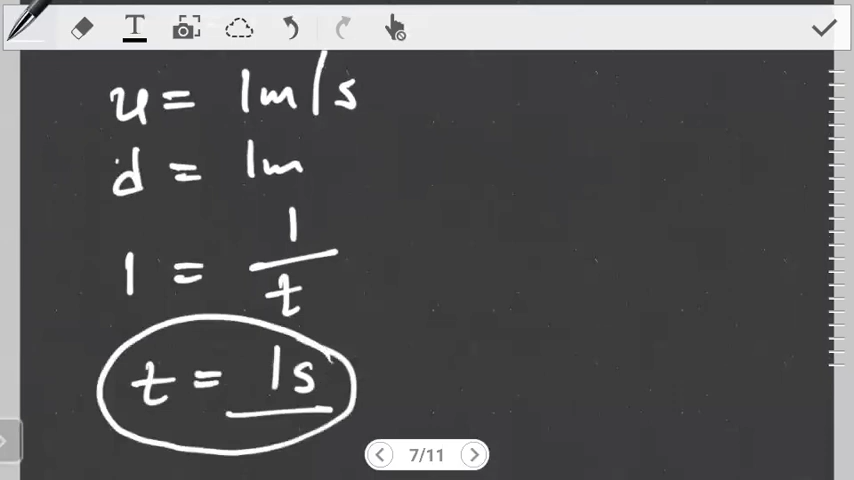 T
u = 1m/s
d = 1m
1 = 1/t
t = 1s
7/11